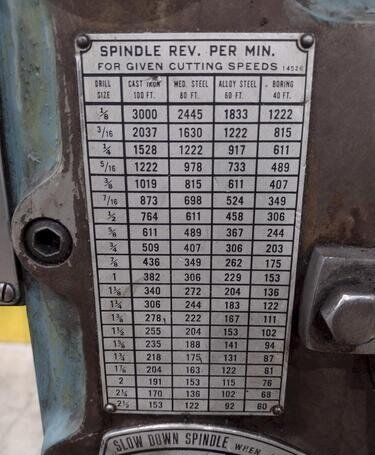 SPINDLE REV. PER MIN.
FOR GIVEN CUTTING SPEEDS 14526
DRILL SIZE CAST IRON 100 FT. MED. STEEL 80 FT. ALLOY STEEL 60 FT. BORING 40 FT.
1/8 3000 2445 1833 1222
3/16 2037 1630 1222 815
1/4 1528 1222 917 611
5/16 1222 978 733 489
3/8 1019 815 611 407
7/16 873 698 524 349
1/2 764 611 458 306
5/8 611 489 367 244
3/4 509 407 306 203
7/8 436 349 262 175
1 382 306 229 153
1 1/8 340 272 204 136
1 1/4 306 244 183 122
1 3/8 278 222 167 111
1 1/2 255 204 153 102
1 5/8 235 188 141 94
1 3/4 218 175 131 87
1 7/8 204 163 122 81
2 191 153 115 76
2 1/4 170 136 102 68
2 1/2 153 122 92 60
SLOW DOWN SPINDLE WHEN